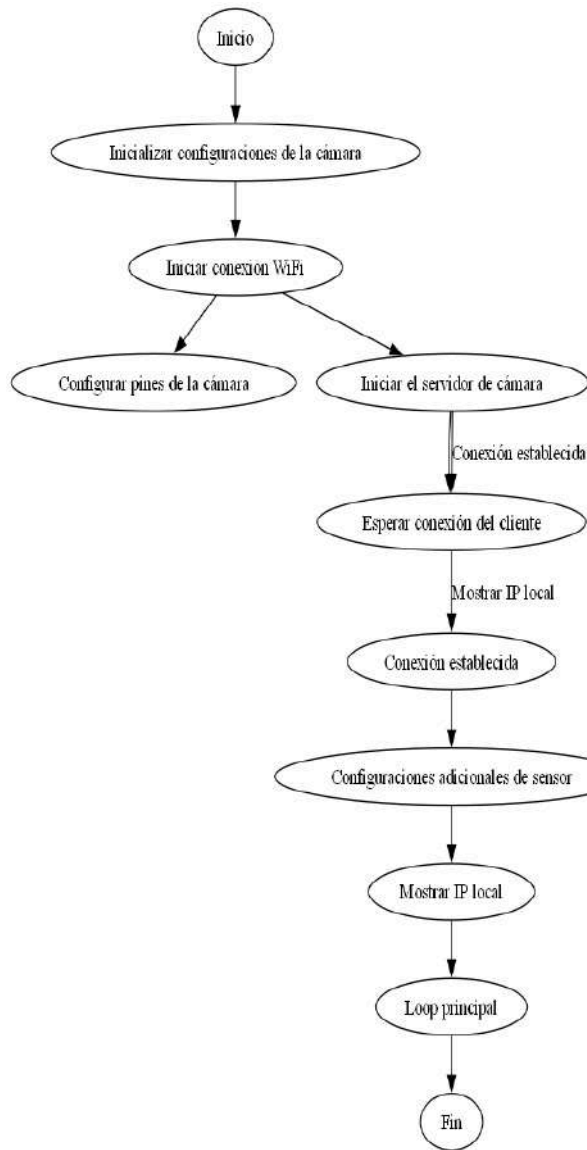 Inicio
Inicializar configuraciones de la cámara
Iniciar conexión WiFi
Configurar pines de la cámara
Iniciar el servidor de cámara
Conexión establecida
Esperar conexión del cliente
Mostrar IP local
Conexión establecida
Configuraciones adicionales de sensor
Mostrar IP local
Loop principal
Fin